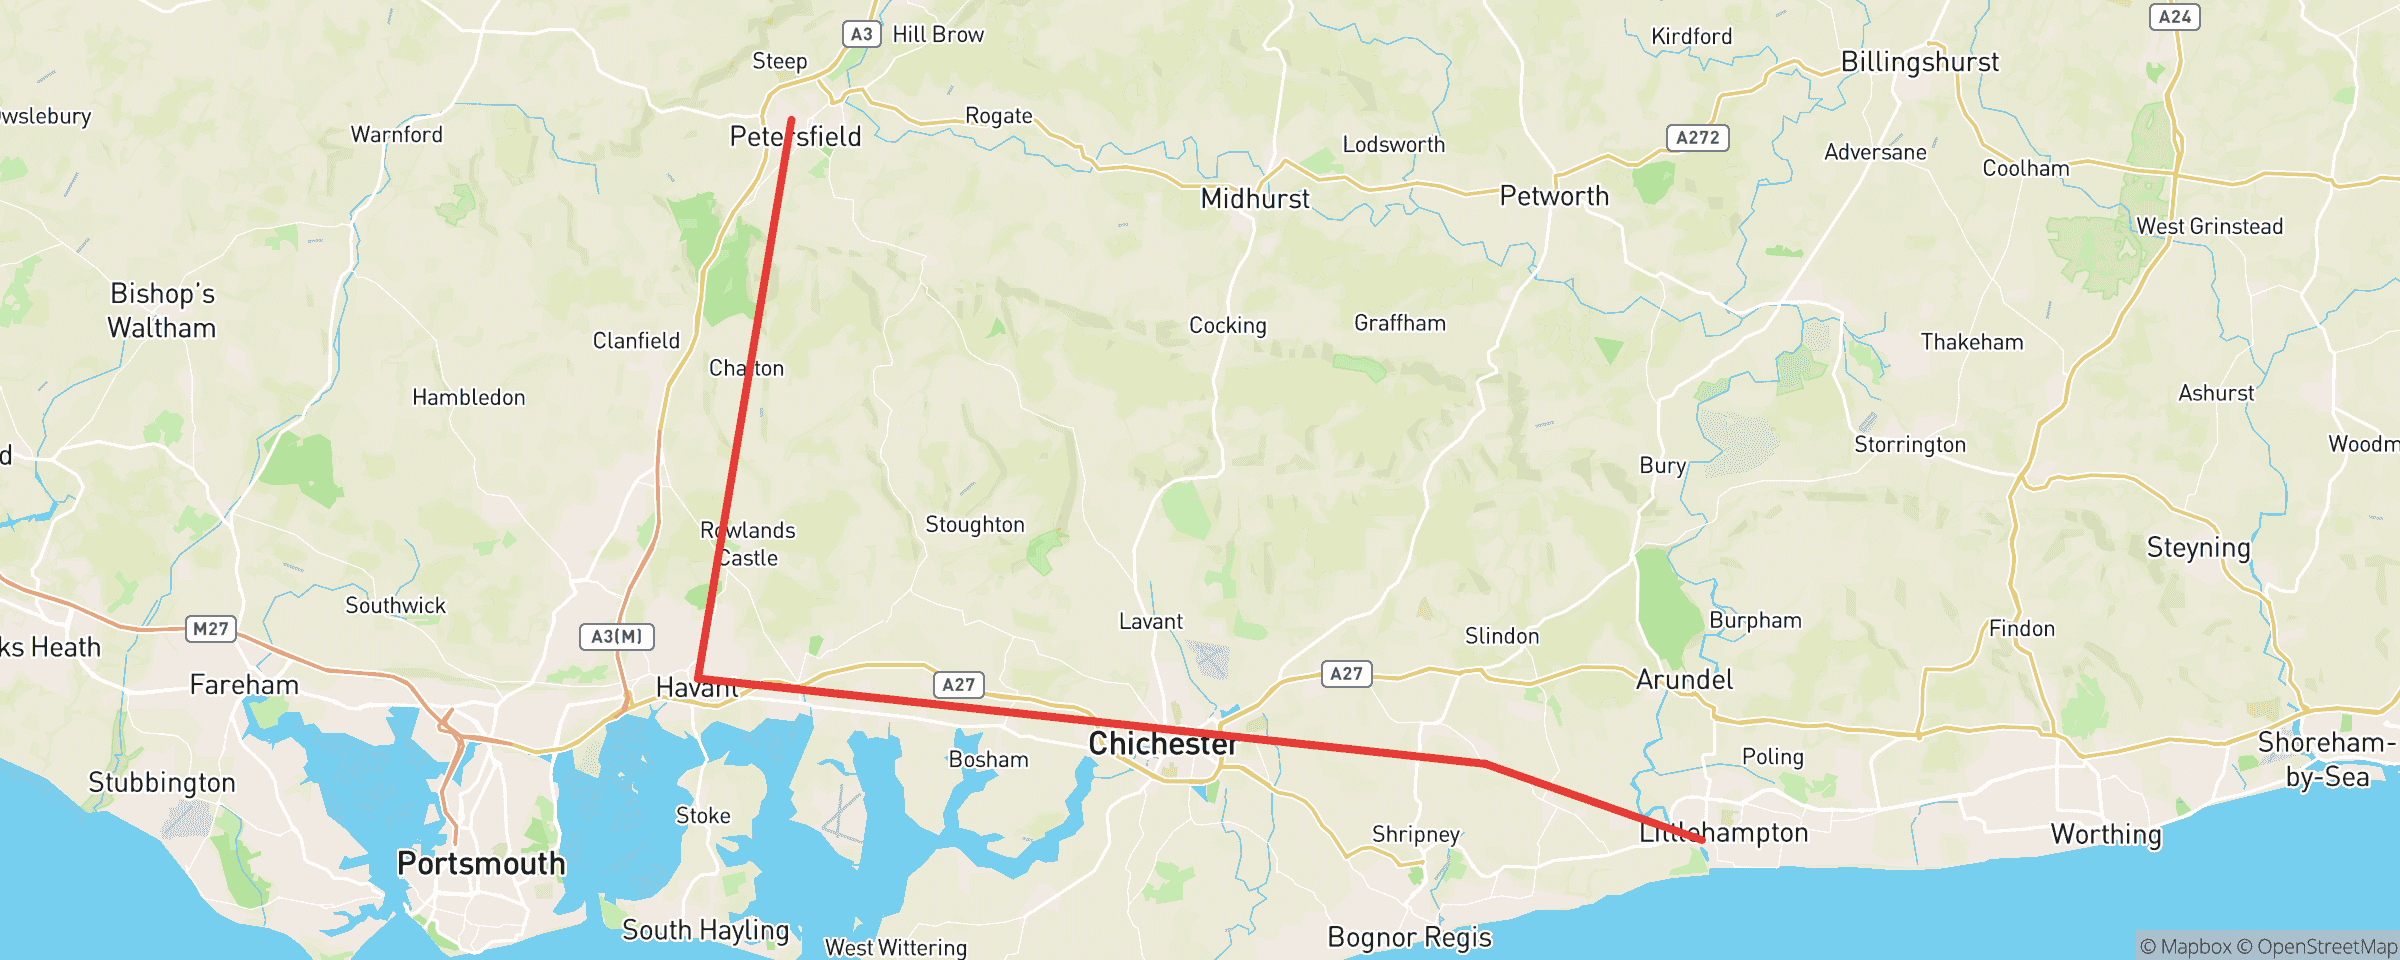 A24
A3
Hill Brow
Kirdford
Steep
Billingshurst
Rogate
Warnford
Petersfield
Lodsworth
A272
Adversane
Coolham
Midhurst
Petworth
West Grinstead
Bishop's
Waltham
Clanfield
Cocking
Graffham
Thakeham
Chalton
Hambledon
Ashurst
Storrington
Bury
Rowlands
Castle
Stoughton
Steyning
Southwick
M27
A3(M)
Lavant
Slindon
Burpham
Findon
ks Heath
Fareham
Havant
A27
A27
Arundel
Chichester
Bosham
Poling
Shoreham-
by-Sea
Stubbington
Stoke
Shripney
Littlehampton
Worthing
Portsmouth
South Hayling
West Wittering
Bognor Regis
© Mapbox © OpenStreetMap